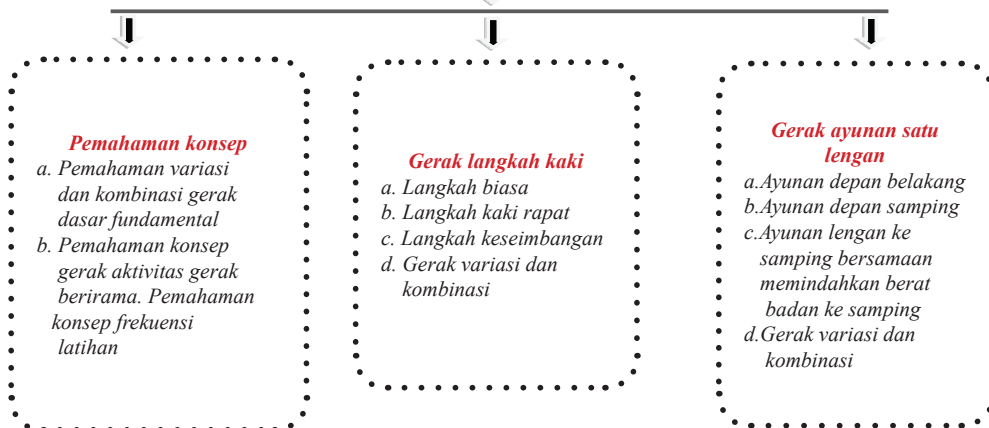 Pemahaman konsep
a. Pemahaman variasi
dan kombinasi gerak
dasar fundamental
b. Pemahaman konsep
gerak aktivitas gerak
berirama. Pemahaman
konsep frekuensi
latihan
Gerak langkah kaki
a. Langkah biasa
b. Langkah kaki rapat
c. Langkah keseimbangan
d. Gerak variasi dan
kombinasi
Gerak ayunan satu
lengan
a.Ayunan depan belakang
b.Ayunan depan samping
c.Ayunan lengan ke
samping bersamaan
memindahkan berat
badan ke samping
d.Gerak variasi dan
kombinasi